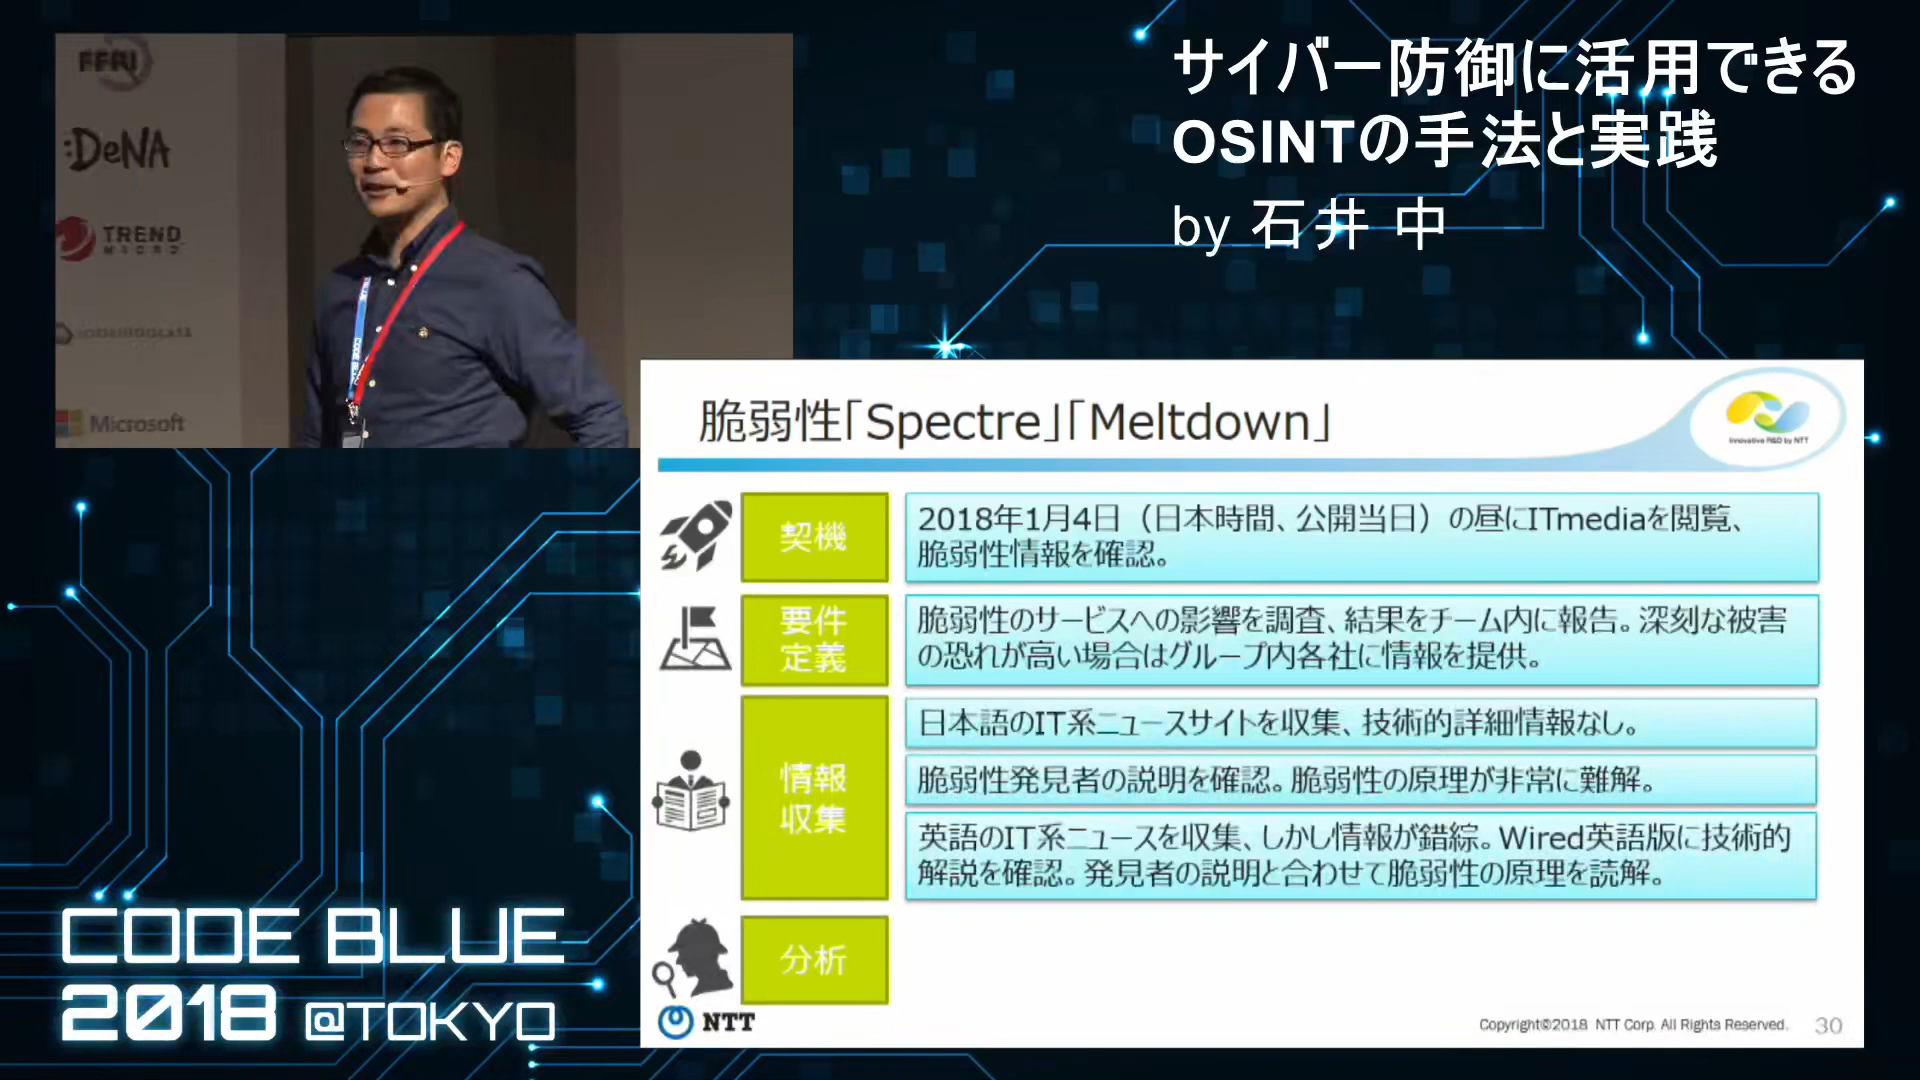 サイバー防御に活用できる
OSINTの手法と実践
by 石井 中
FFRI
:DeNA
TREND
MICRO
Microsoft
脆弱性「Spectre」「Meltdown」
Innovative R&D by NTT
契機
2018年1月4日（日本時間、公開当日）の昼にITmediaを閲覧、
脆弱性情報を確認。
要件
定義
脆弱性のサービスへの影響を調査、結果をチーム内に報告。深刻な被害
の恐れが高い場合はグループ内各社に情報を提供。
情報
収集
日本語のIT系ニュースサイトを収集、技術的詳細情報なし。
脆弱性発見者の説明を確認。脆弱性の原理が非常に難解。
英語のIT系ニュースを収集、しかし情報が錯綜。Wired英語版に技術的
解説を確認。発見者の説明と合わせて脆弱性の原理を読解。
分析
NTT
Copyright©2018 NTT Corp. All Rights Reserved.
30
CODE BLUE
2018 @TOKYO